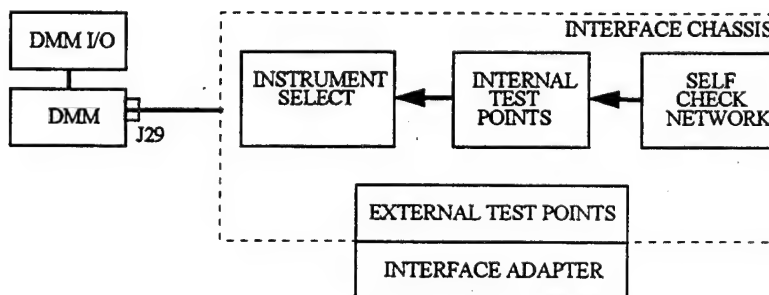 INTERFACE CHASSIS
DMM I/O
DMM
J29
INSTRUMENT
SELECT
INTERNAL
TEST
POINTS
SELF
CHECK
NETWORK
EXTERNAL TEST POINTS
INTERFACE ADAPTER